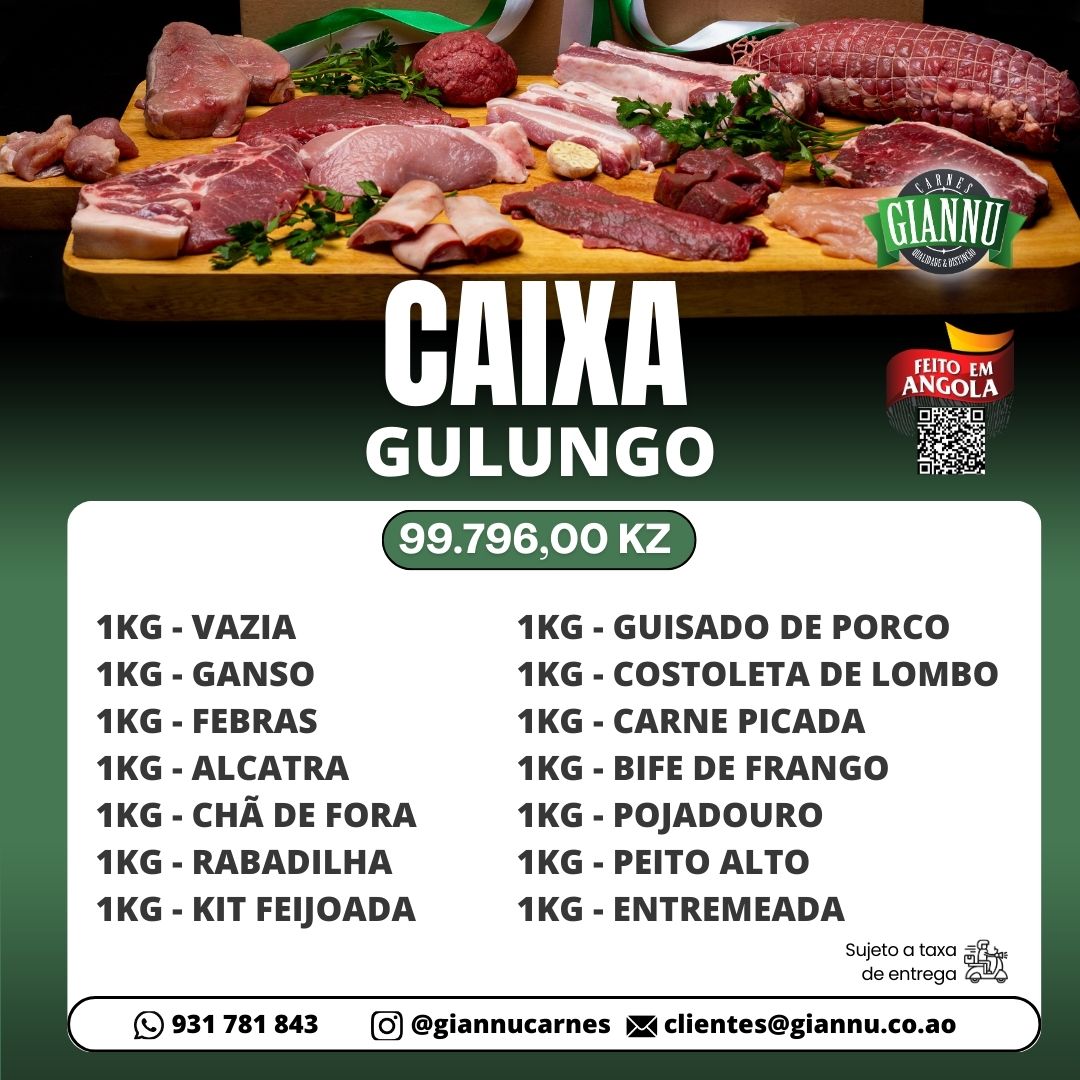 CARNES
GIANNU
QUALIDADE & DISTINÇÃO
CAIXA
GULUNGO
FEITO EM
ANGOLA
99.796,00 KZ
1KG - VAZIA
1KG - GANSO
1KG - FEBRAS
1KG - ALCATRA
1KG - CHÃ DE FORA
1KG - RABADILHA
1KG - KIT FEIJOADA
1KG - GUISADO DE PORCO
1KG - COSTOLETA DE LOMBO
1KG - CARNE PICADA
1KG - BIFE DE FRANGO
1KG - POJADOURO
1KG - PEITO ALTO
1KG - ENTREMEADA
Sujeto a taxa
de entrega
931 781 843
@giannucarnes
clientes@giannu.co.ao